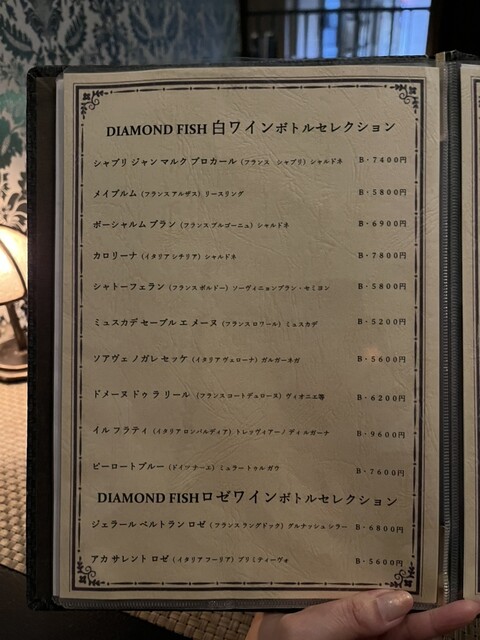 DIAMOND FISH 白ワインボトルセレクション
シャブリ ジャン マルク ブロカール (フランス シャブリ) シャルドネ B・7400円
メイブルム (フランス アルザス) リースリング B・5800円
ボーシャルム ブラン (フランス ブルゴーニュ) シャルドネ B・6900円
カロリーナ (イタリア シチリア) シャルドネ B・7800円
シャトーフェラン (フランス ボルドー) ソーヴィニョンブラン・セミヨン B・5800円
ミュスカデ セーブル エ メーヌ (フランス ロワール) ミュスカデ B・5200円
ソアヴェ ノガレ セッケ (イタリア ヴェローナ) ガルガーネガ B・5600円
ドメーヌ ドゥ ラ リール (フランス コートデュローヌ) ヴィオニエ等 B・6200円
イル フラティ (イタリア ロンバルディア) トレッヴィアーノ ディ ルガーナ B・9600円
ピーロートブルー (ドイツ ナーエ) ミュラートゥルガウ B・7600円
DIAMOND FISH ロゼワインボトルセレクション
ジェラール ベルトラン ロゼ (フランス ラングドック) グルナッシュ シラー B・6800円
アカ サレント ロゼ (イタリア プーリア) プリミティーヴォ B・5600円